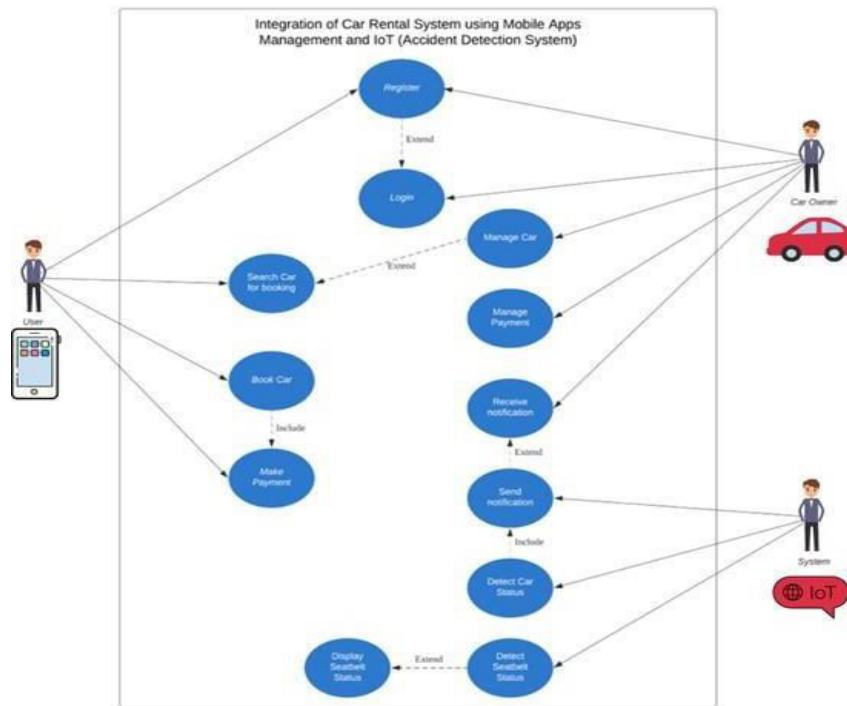 Integration of Car Rental System using Mobile Apps
Management and IoT (Accident Detection System)
Register
Extend
Login
Car Owner
Manage Car
Extend
Search Car
for booking
User
Manage
Payment
Book Car
Receive
notification
Include
Extend
Make
Payment
Send
notification
Include
System
Detect Car
Status
IoT
Display
Seatbelt
Status
Extend
Detect
Seatbelt
Status